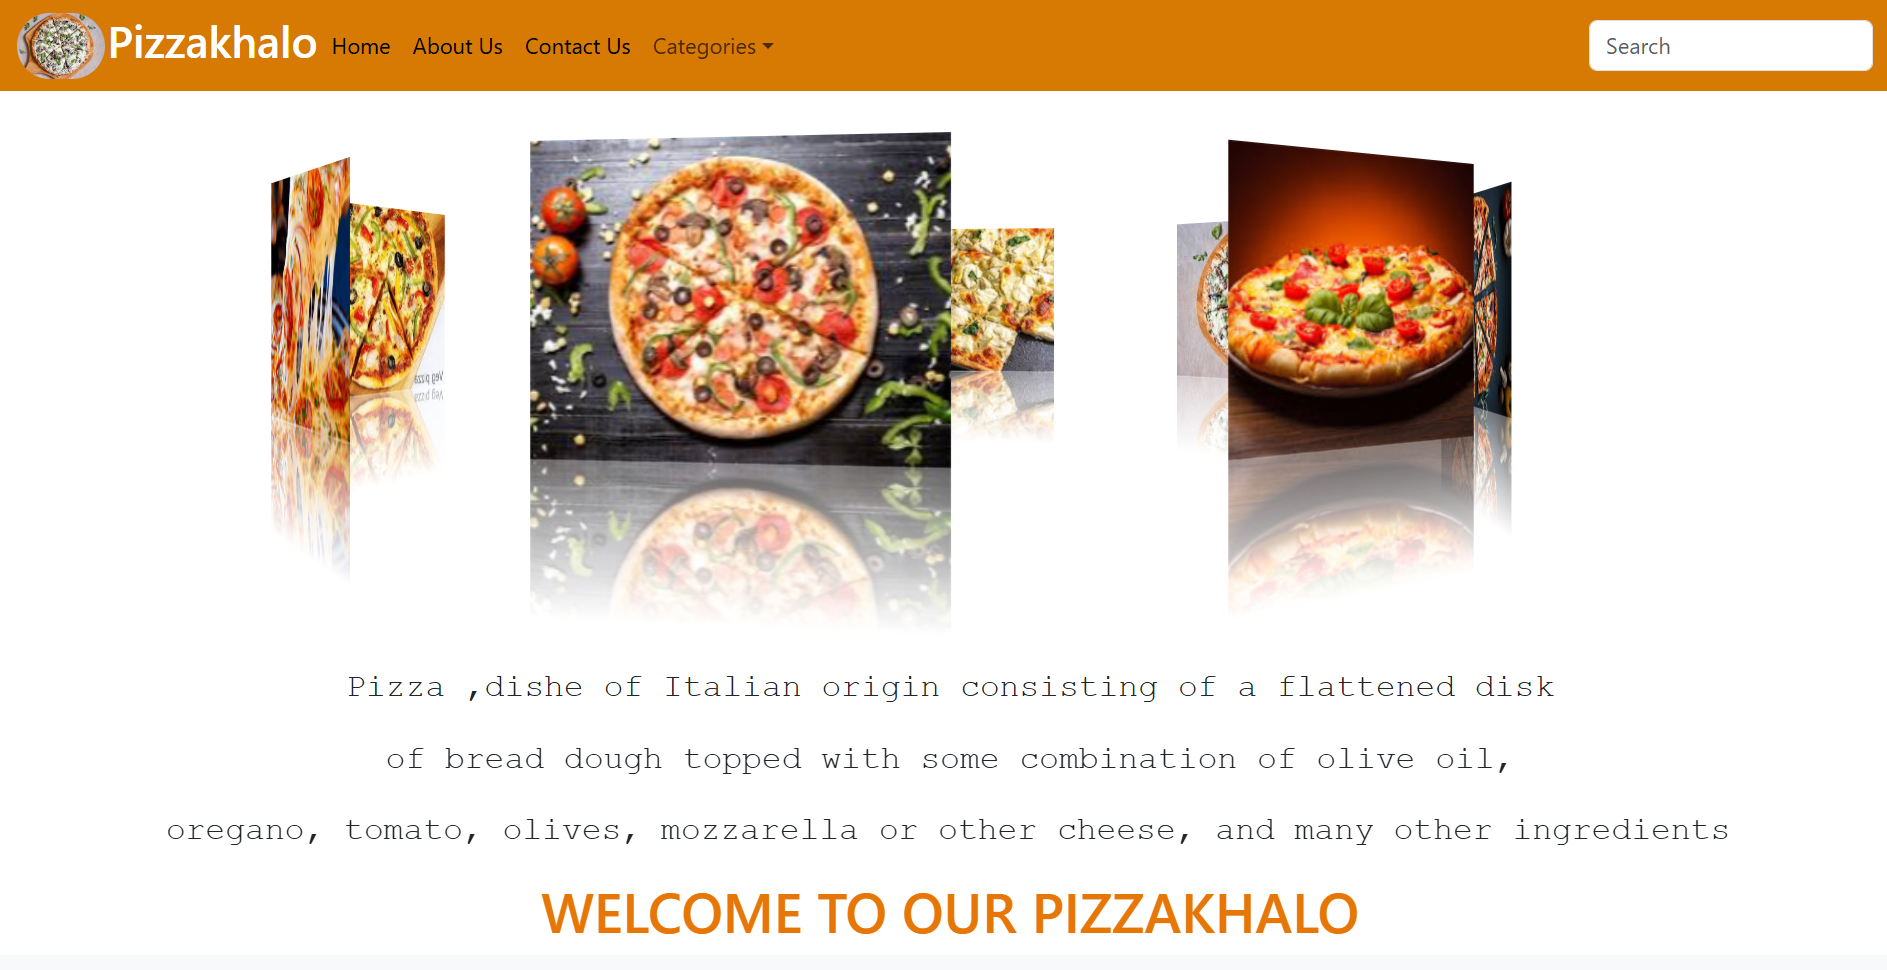 Pizzakhalo
Home
About Us
Contact Us
Categories
Search
Veg pizza
Pizza ,dishe of Italian origin consisting of a flattened disk
of bread dough topped with some combination of olive oil,
oregano, tomato, olives, mozzarella or other cheese, and many other ingredients
WELCOME TO OUR PIZZAKHALO